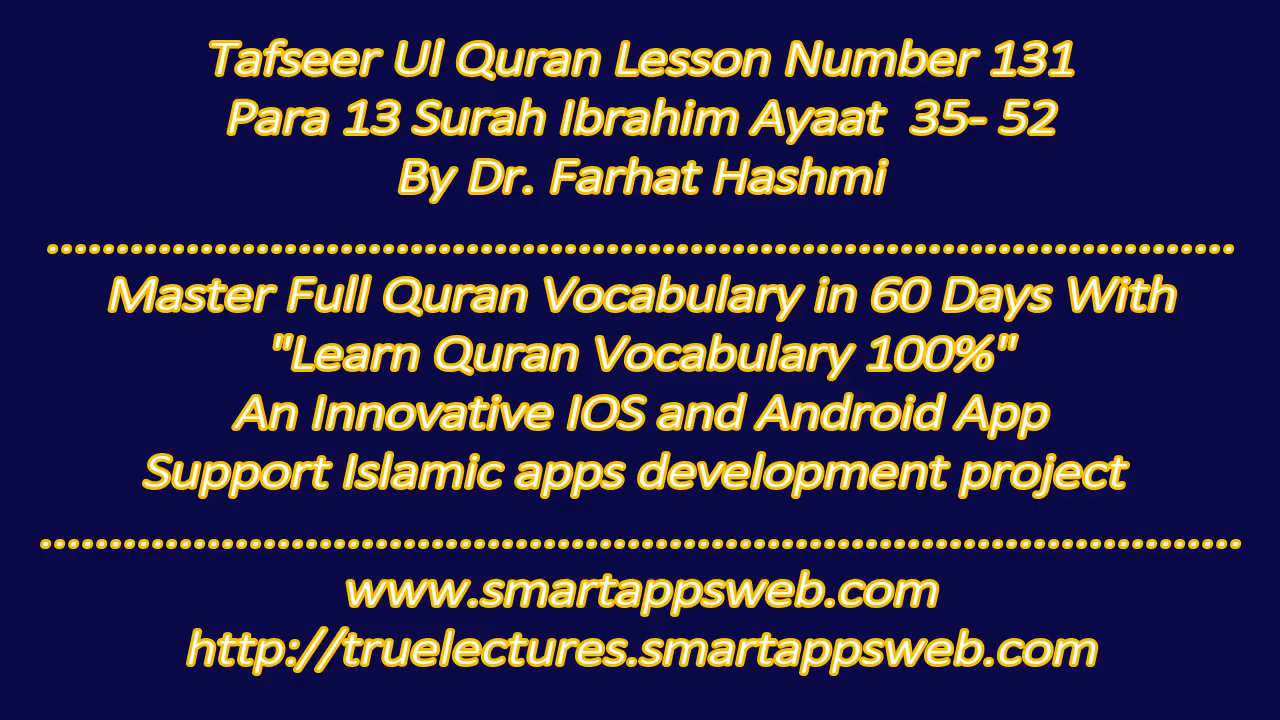 Tafseer Ul Quran Lesson Number 131
Para 13 Surah Ibrahim Ayaat  35- 52
By Dr. Farhat Hashmi
Master Full Quran Vocabulary in 60 Days With
"Learn Quran Vocabulary 100%"
An Innovative IOS and Android App
Support Islamic apps development project
www.smartappsweb.com
http://truelectures.smartappsweb.com